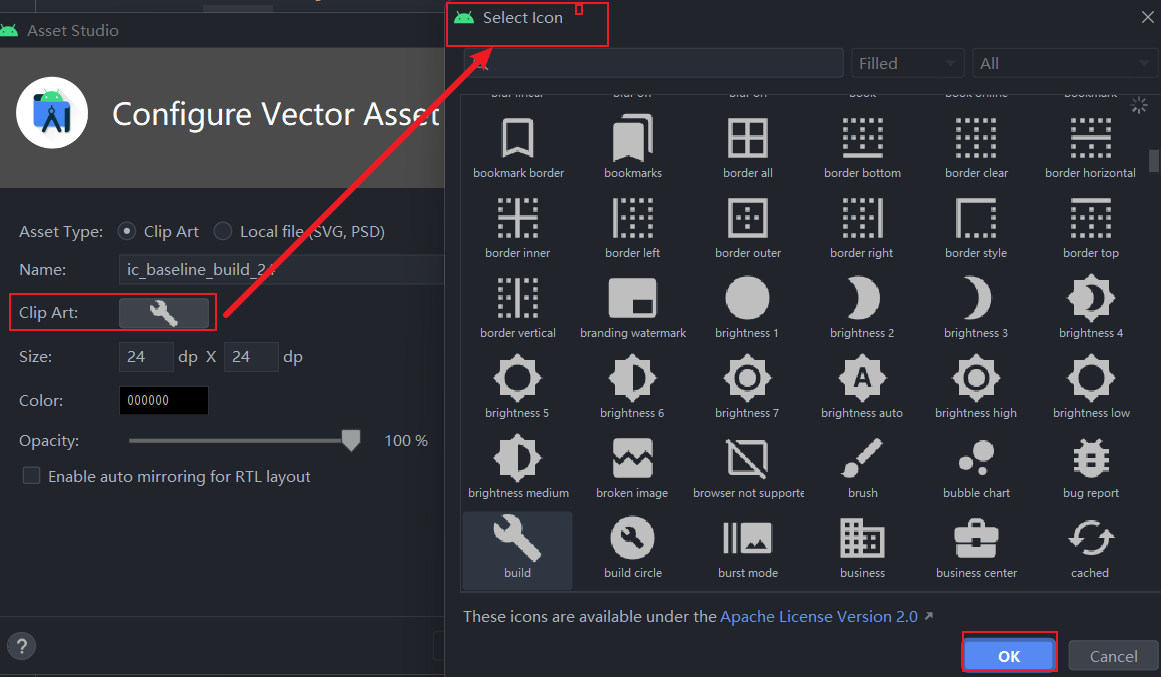 Asset Studio
Configure Vector Asset
Asset Type:
Clip Art
Local file (SVG, PSD)
Name:
ic_baseline_build_24
Clip Art:
Size:
24 dp X 24 dp
Color:
000000
Opacity:
100 %
Enable auto mirroring for RTL layout
?
Select Icon
Filled
All
bookmark border bookmarks border all border bottom border clear border horizontal
border inner border left border outer border right border style border top
border vertical branding watermark brightness 1 brightness 2 brightness 3 brightness 4
A
brightness 5 brightness 6 brightness 7 brightness auto brightness high brightness low
brightness medium broken image browser not supporte brush bubble chart bug report
build build circle burst mode business business center cached
These icons are available under the Apache License Version 2.0
OK
Cancel